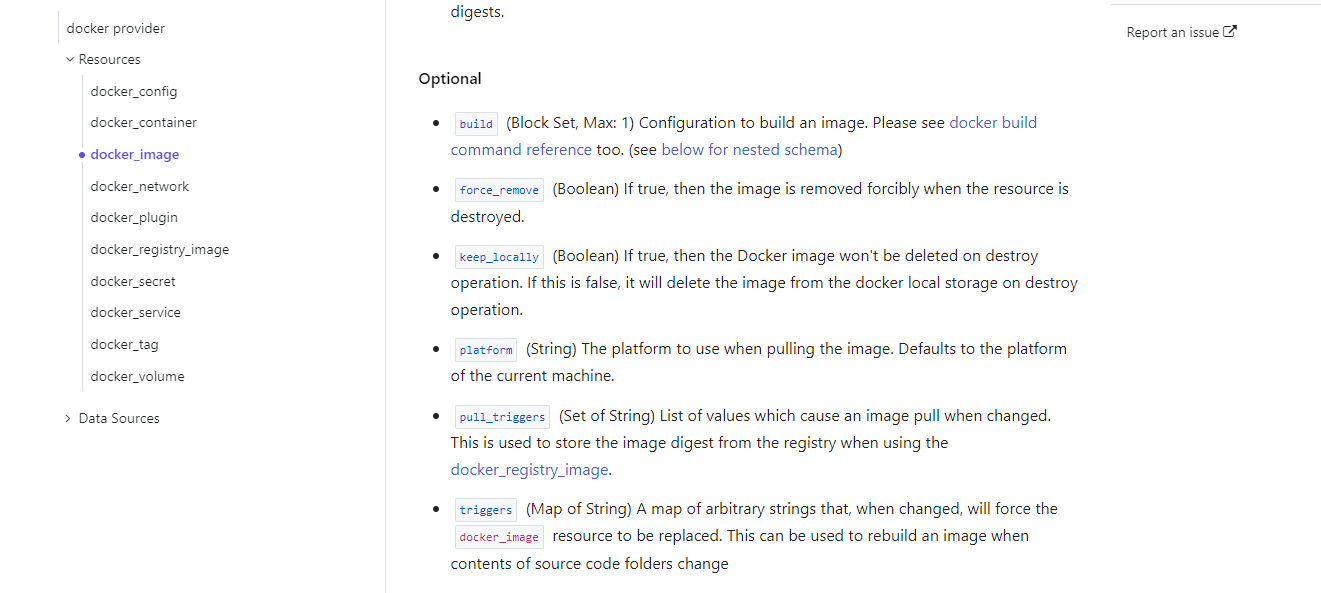 docker provider
Resources
docker_config
docker_container
docker_image
docker_network
docker_plugin
docker_registry_image
docker_secret
docker_service
docker_tag
docker_volume
Data Sources
digests.
Optional
build (Block Set, Max: 1) Configuration to build an image. Please see docker build
command reference too. (see below for nested schema)
force_remove (Boolean) If true, then the image is removed forcibly when the resource is
destroyed.
keep_locally (Boolean) If true, then the Docker image won't be deleted on destroy
operation. If this is false, it will delete the image from the docker local storage on destroy
operation.
platform (String) The platform to use when pulling the image. Defaults to the platform
of the current machine.
pull_triggers (Set of String) List of values which cause an image pull when changed.
This is used to store the image digest from the registry when using the
docker_registry_image.
triggers (Map of String) A map of arbitrary strings that, when changed, will force the
docker_image resource to be replaced. This can be used to rebuild an image when
contents of source code folders change
Report an issue